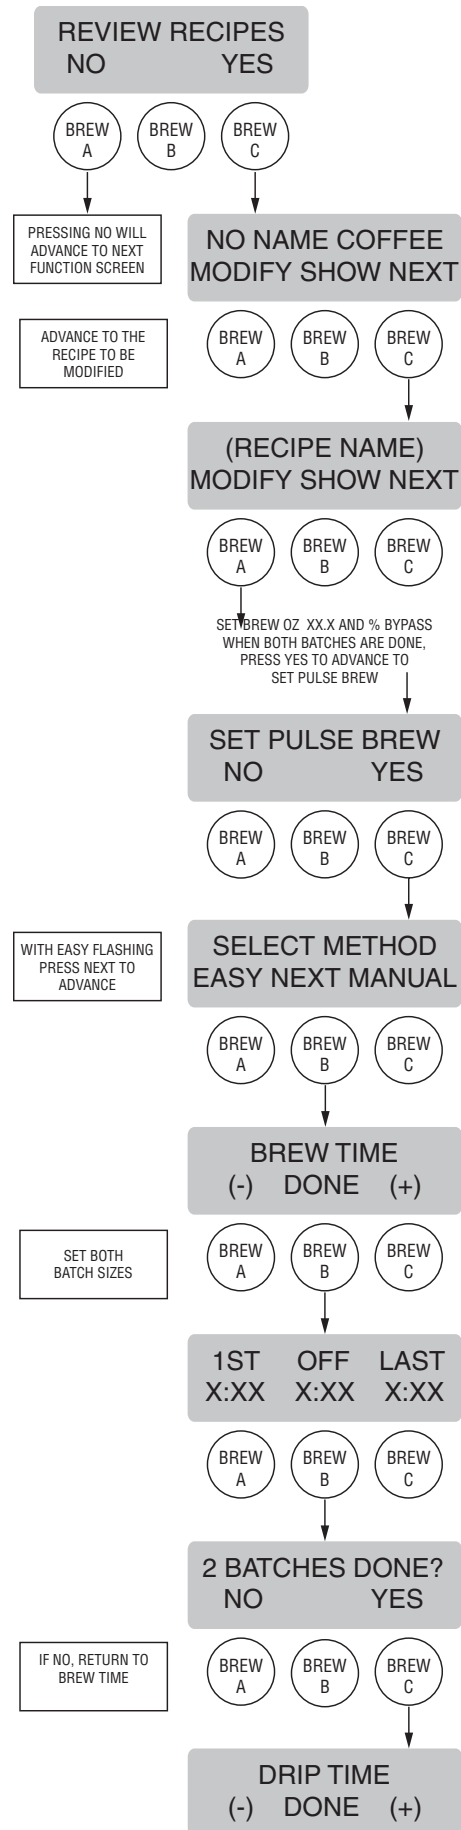 REVIEW RECIPES
NO YES
BREW
A
BREW
B
BREW
C
PRESSING NO WILL
ADVANCE TO NEXT
FUNCTION SCREEN
NO NAME COFFEE
MODIFY SHOW NEXT
ADVANCE TO THE
RECIPE TO BE
MODIFIED
BREW
A
BREW
B
BREW
C
(RECIPE NAME)
MODIFY SHOW NEXT
BREW
A
BREW
B
BREW
C
SET BREW OZ XX.X AND % BYPASS
WHEN BOTH BATCHES ARE DONE,
PRESS YES TO ADVANCE TO
SET PULSE BREW
SET PULSE BREW
NO YES
BREW
A
BREW
B
BREW
C
WITH EASY FLASHING
PRESS NEXT TO
ADVANCE
SELECT METHOD
EASY NEXT MANUAL
BREW
A
BREW
B
BREW
C
BREW TIME
(-) DONE (+)
SET BOTH
BATCH SIZES
BREW
A
BREW
B
BREW
C
1ST OFF LAST
X:XX X:XX X:XX
BREW
A
BREW
B
BREW
C
2 BATCHES DONE?
NO YES
IF NO, RETURN TO
BREW TIME
BREW
A
BREW
B
BREW
C
DRIP TIME
(-) DONE (+)